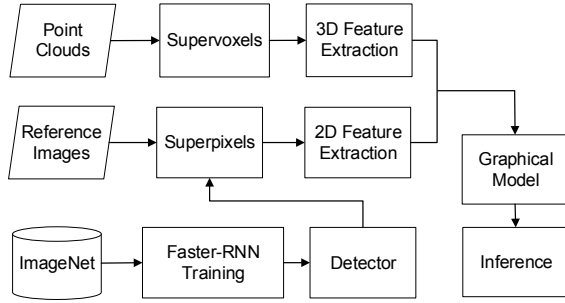 Point
Clouds
Supervoxels
3D Feature
Extraction
Reference
Images
Superpixels
2D Feature
Extraction
Graphical
Model
ImageNet
Faster-RNN
Training
Detector
Inference